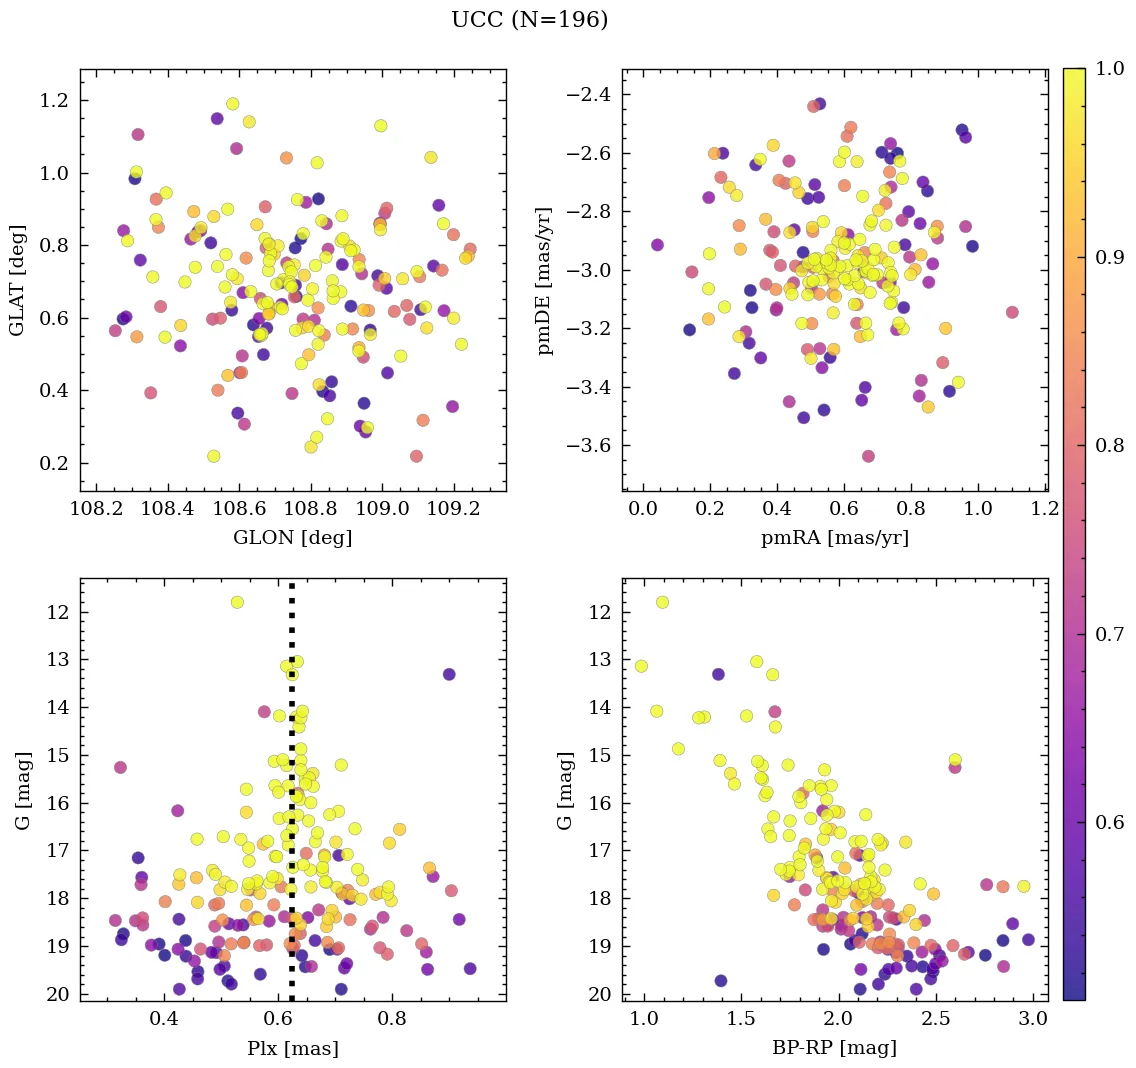 UCC (N=196)
1.2
1.0
0.8
0.6
0.4
0.2
GLAT [deg]
108.2 108.4 108.6 108.8 109.0 109.2
GLON [deg]
−2.4
−2.6
−2.8
−3.0
−3.2
−3.4
−3.6
pmDE [mas/yr]
0.0 0.2 0.4 0.6 0.8 1.0 1.2
pmRA [mas/yr]
12
13
14
15
16
17
18
19
20
G [mag]
0.4 0.6 0.8
Plx [mas]
12
13
14
15
16
17
18
19
20
G [mag]
1.0 1.5 2.0 2.5 3.0
BP-RP [mag]
1.0
0.9
0.8
0.7
0.6